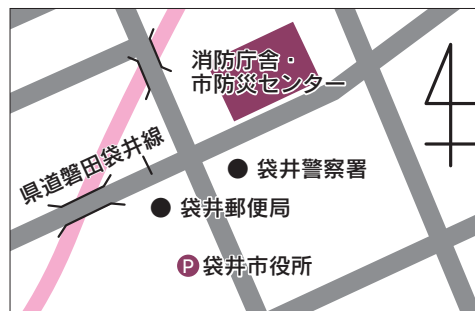 消防庁舎・
市防災センター
県道磐田袋井線
袋井警察署
袋井郵便局
P 袋井市役所